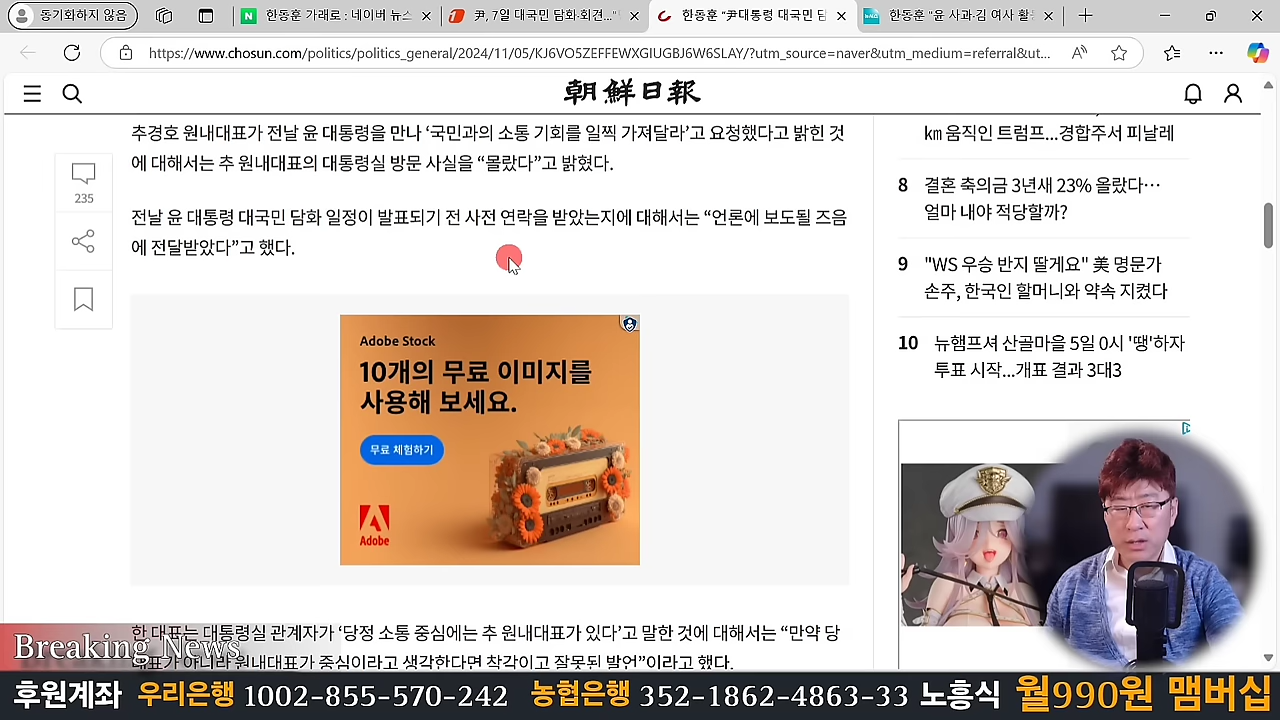 동기화하지 않음
한동훈 가래로 : 네이버 뉴스
尹, 7일 대국민 담화·회견..."
한동훈 "尹대통령 대국민 담
https://www.chosun.com/politics/politics_general/2024/11/05/KJ6VO5ZEFFEWXGIUGBJ6W6SLAY/?utm_source=naver&utm_medium=referral&ut...
朝鮮日報
추경호 원내대표가 전날 윤 대통령을 만나 ‘국민과의 소통 기회를 일찍 가져달라’고 요청했다고 밝힌 것
에 대해서는 추 원내대표의 대통령실 방문 사실을 “몰랐다”고 밝혔다.
235
전날 윤 대통령 대국민 담화 일정이 발표되기 전 사전 연락을 받았는지에 대해서는 “언론에 보도될 즈음
에 전달받았다”고 했다.
km 움직인 트럼프...경합주서 피날레
8 결혼 축의금 3년새 23% 올랐다…
얼마 내야 적당할까?
9 "WS 우승 반지 딸게요" 美 명문가
손주, 한국인 할머니와 약속 지켰다
10 뉴햄프셔 산골마을 5일 0시 '땡'하자
투표 시작...개표 결과 3대3
Adobe Stock
10개의 무료 이미지를
사용해 보세요.
무료 체험하기
Adobe
한 대표는 대통령실 관계자가 ‘당정 소통 중심에는 추 원내대표가 있다’고 말한 것에 대해서는 “만약 당
대표가 아니라 원내대표가 중심이라고 생각한다면 착각이고 잘못된 발언”이라고 했다.
Breaking News
후원계좌 우리은행 1002-855-570-242 농협은행 352-1862-4863-33 노흥식 월990원 맴버십